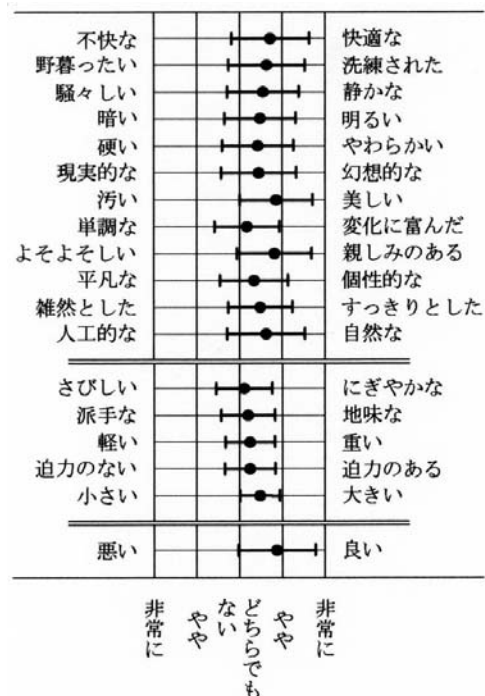 不快な 快適な
野暮ったい 洗練された
騒々しい 静かな
暗い 明るい
硬い やわらかい
現実的な 幻想的な
汚い 美しい
単調な 変化に富んだ
よそよそしい 親しみのある
平凡な 個性的な
雑然とした すっきりとした
人工的な 自然な
さびしい にぎやかな
派手な 地味な
軽い 重い
迫力のない 迫力のある
小さい 大きい
悪い 良い
非常に
やや
どちらでも
ない
やや
非常に